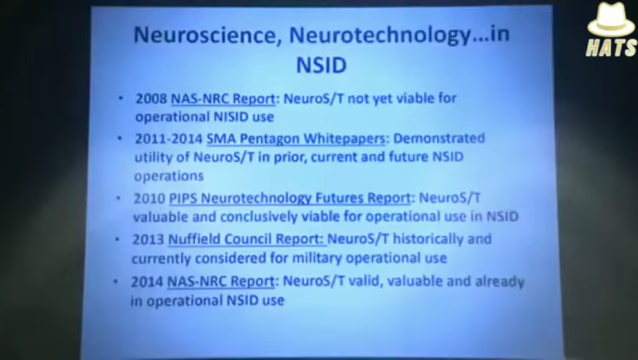 Neuroscience, Neurotechnology...in
NSID
• 2008 NAS-NRC Report: NeuroS/T not yet viable for
operational NISID use
• 2011-2014 SMA Pentagon Whitepapers: Demonstrated
utility of NeuroS/T in prior, current and future NSID
operations
• 2010 PIPS Neurotechnology Futures Report: NeuroS/T
valuable and conclusively viable for operational use in NSID
• 2013 Nuffield Council Report: NeuroS/T historically and
currently considered for military operational use
• 2014 NAS-NRC Report: NeuroS/T valid, valuable and already
in operational NSID use
HATS